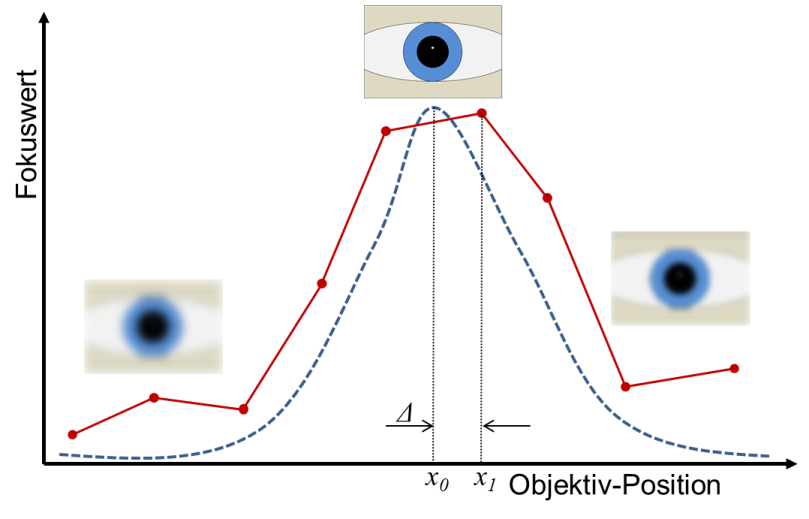 Fokuswert
Δ
x₀ x₁ Objektiv-Position